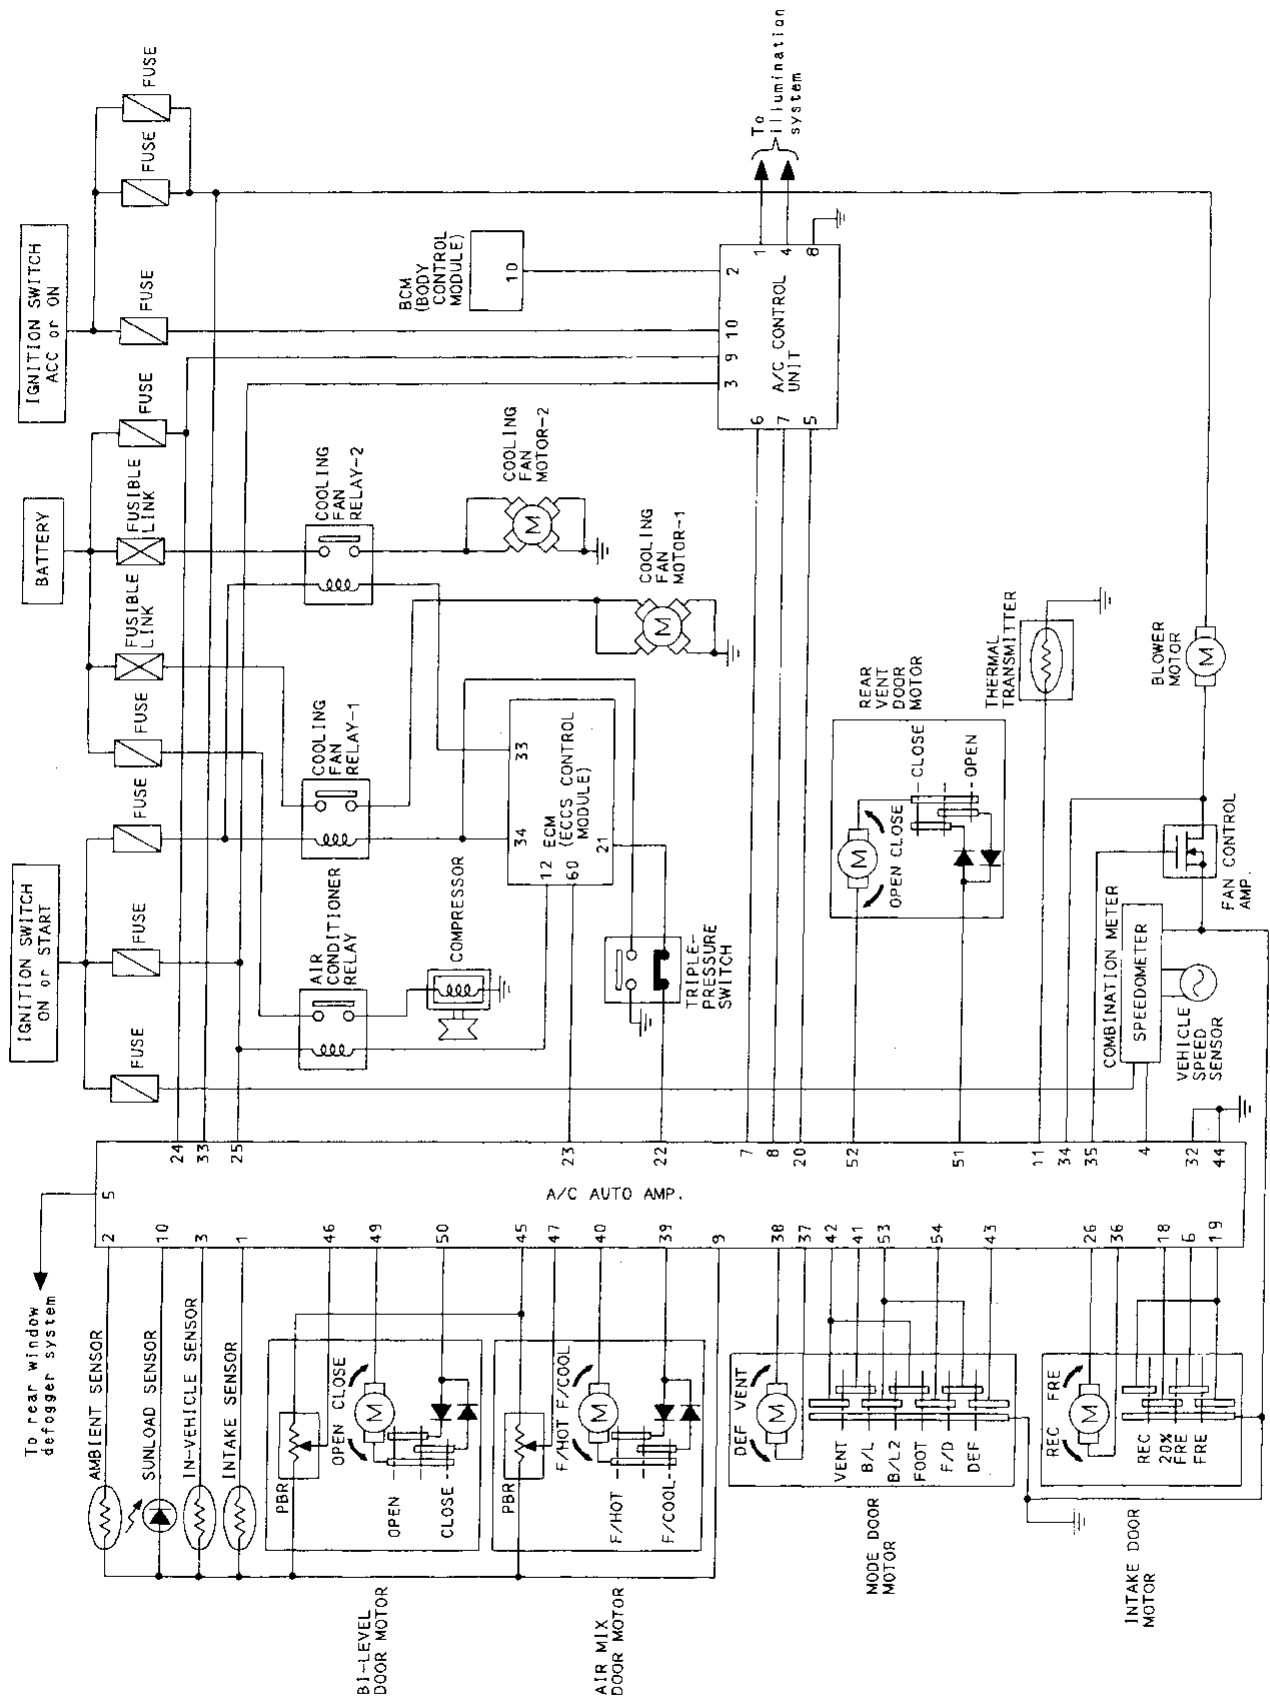 IGNITION SWITCH
ON or START
BATTERY
IGNITION SWITCH
ACC or ON
FUSE
FUSE
FUSE
FUSE
FUSIBLE
LINK
FUSIBLE
LINK
FUSE
FUSE
FUSE
FUSE
To rear window
defogger system
5
24
33
25
AIR
CONDITIONER
RELAY
COOLING
FAN
RELAY-1
COOLING
FAN
RELAY-2
BCM
(BODY
CONTROL
MODULE)
10
COMPRESSOR
COOLING
FAN
MOTOR-2
M
COOLING
FAN
MOTOR-1
M
34
33
12
60
21
ECM
(ECCS CONTROL
MODULE)
TRIPLE-
PRESSURE
SWITCH
23
22
3
9
10
2
A/C CONTROL
UNIT
6
7
5
1
4
8
To
illumination
system
AMBIENT SENSOR
2
SUNLOAD SENSOR
10
IN-VEHICLE SENSOR
3
INTAKE SENSOR
1
PBR
46
OPEN CLOSE
M
49
OPEN
CLOSE
50
BI-LEVEL
DOOR MOTOR
PBR
45
47
F/HOT F/COOL
M
40
F/HOT
F/COOL
39
9
AIR MIX
DOOR MOTOR
A/C AUTO AMP.
7
8
20
52
51
11
34
35
4
32
44
REAR
VENT
DOOR
MOTOR
M
OPEN CLOSE
CLOSE
OPEN
THERMAL
TRANSMITTER
BLOWER
MOTOR
M
FAN CONTROL
AMP.
COMBINATION METER
SPEEDOMETER
VEHICLE
SPEED
SENSOR
DEF VENT
M
38
37
42
41
53
54
43
VENT
B/L
B/L2
FOOT
F/D
DEF
MODE DOOR
MOTOR
REC FRE
M
26
36
18
6
19
REC
20%
FRE
FRE
INTAKE DOOR
MOTOR